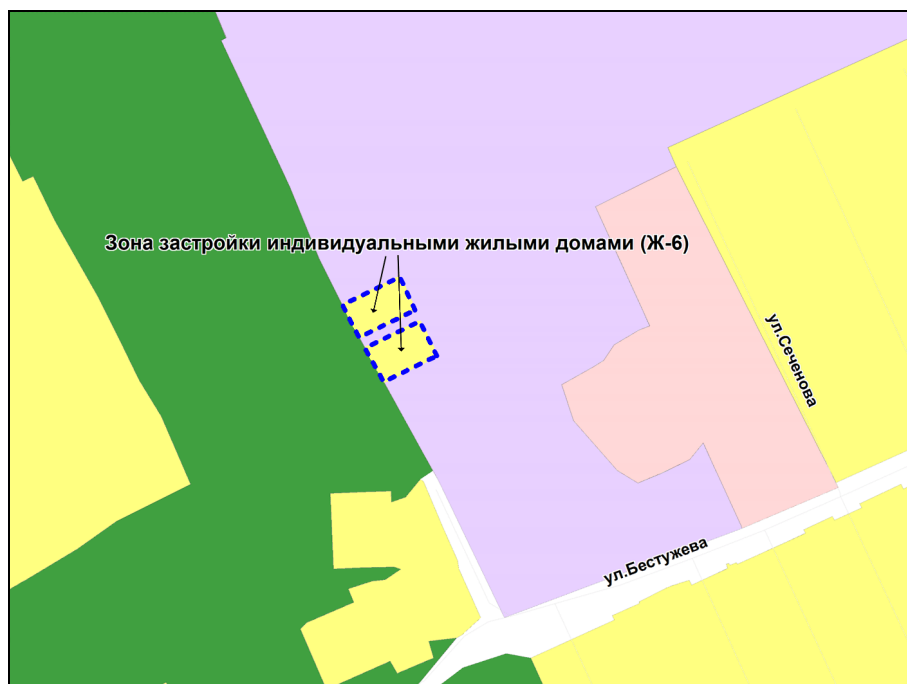 Зона застройки индивидуальными жилыми домами (Ж-6)
ул.Сеченова
ул.Бестужева